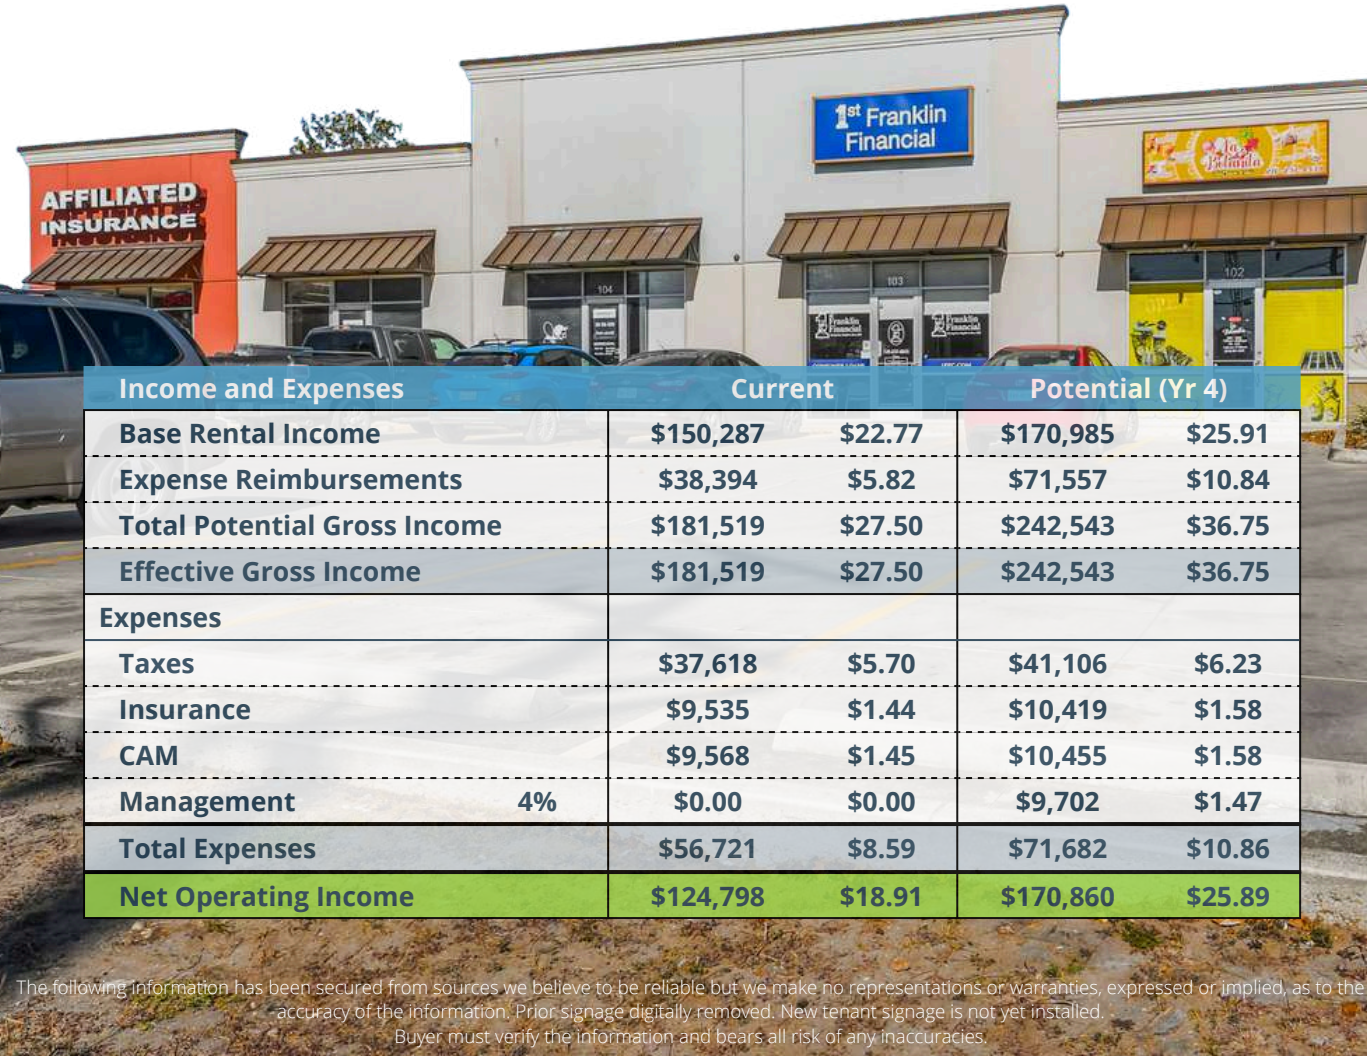 AFFILIATED
INSURANCE
1st Franklin
Financial
La
104
103
102
Franklin
Financial
Franklin
Financial
Income and Expenses Current Potential (Yr 4)
Base Rental Income $150,287 $22.77 $170,985 $25.91
Expense Reimbursements $38,394 $5.82 $71,557 $10.84
Total Potential Gross Income $181,519 $27.50 $242,543 $36.75
Effective Gross Income $181,519 $27.50 $242,543 $36.75
Expenses
Taxes $37,618 $5.70 $41,106 $6.23
Insurance $9,535 $1.44 $10,419 $1.58
CAM $9,568 $1.45 $10,455 $1.58
Management 4% $0.00 $0.00 $9,702 $1.47
Total Expenses $56,721 $8.59 $71,682 $10.86
Net Operating Income $124,798 $18.91 $170,860 $25.89
The following information has been secured from sources we believe to be reliable but we make no representations or warranties, expressed or implied, as to the
accuracy of the information. Prior signage digitally removed. New tenant signage is not yet installed.
Buyer must verify the information and bears all risk of any inaccuracies.